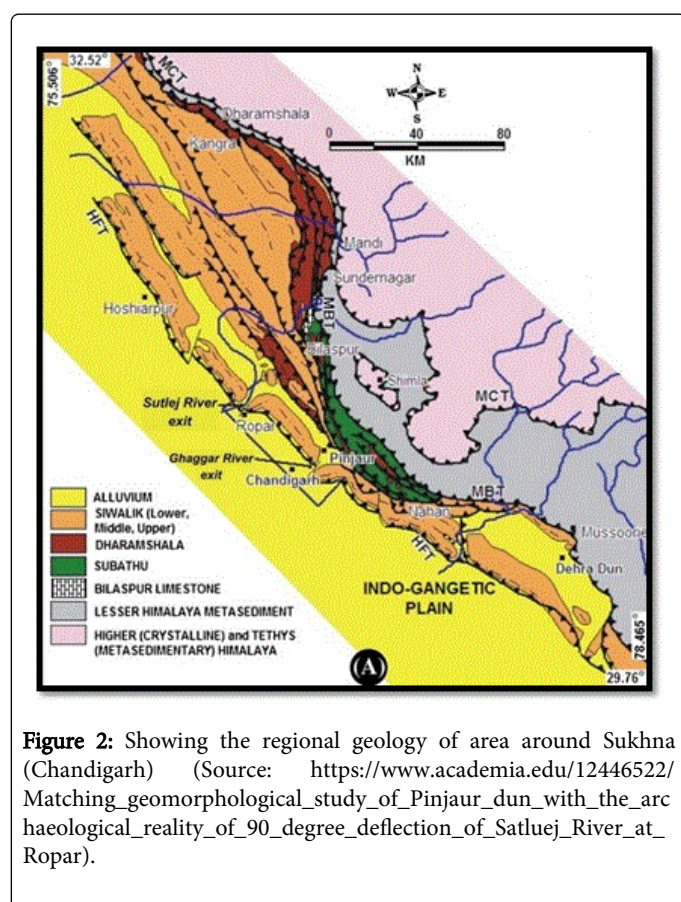 32.52°
75.506°
MCT
Dharamshala
W N E
S
0 40 80
KM
Kangra
HFT
Mandi
Sundernagar
Hoshiarpur
MBT
Bilaspur
Shimla
MCT
Sutlej River
exit
Ropar
Ghaggar River
exit
Pinjaur
Chandigarh
MBT
Nahan
HFT
Mussoorie
Dehra Dun
INDO-GANGETIC
PLAIN
78.465°
29.76°
ALLUVIUM
SIWALIK (Lower,
Middle, Upper)
DHARAMSHALA
SUBATHU
BILASPUR LIMESTONE
LESSER HIMALAYA METASEDIMENT
HIGHER (CRYSTALLINE) and TETHYS
(METASEDIMENTARY) HIMALAYA
(A)
Figure 2: Showing the regional geology of area around Sukhna
(Chandigarh) (Source: https://www.academia.edu/12446522/
Matching_geomorphological_study_of_Pinjaur_dun_with_the_arc
haeological_reality_of_90_degree_deflection_of_Satluej_River_at_
Ropar).